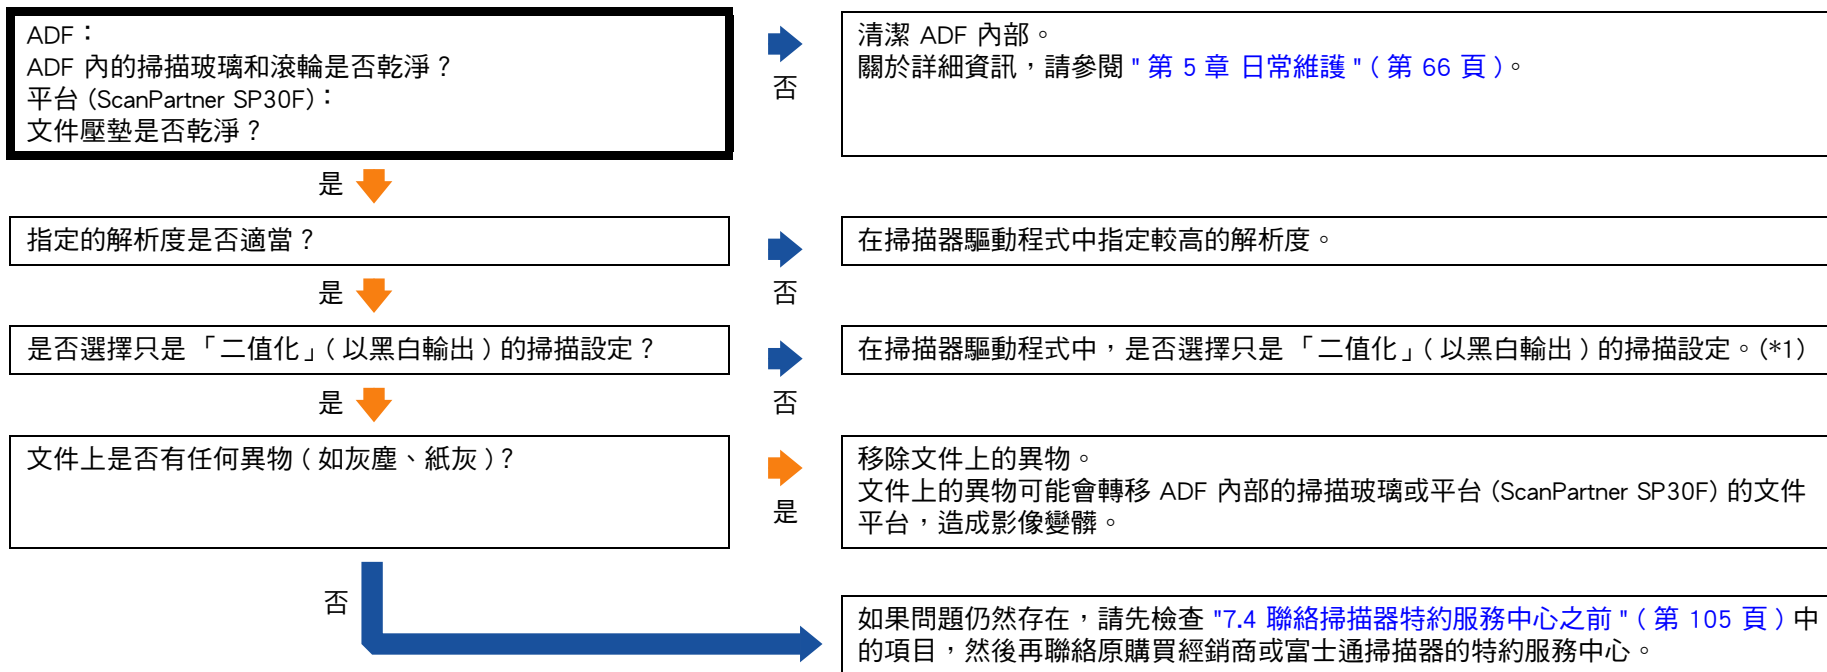 ADF：
ADF 內的掃描玻璃和滾輪是否乾淨？
平台 (ScanPartner SP30F)：
文件壓墊是否乾淨？
否
清潔 ADF 內部。
關於詳細資訊，請參閱 " 第 5 章 日常維護 " ( 第 66 頁 )。
是
指定的解析度是否適當？
否
在掃描器驅動程式中指定較高的解析度。
是
是否選擇只是 「二值化」( 以黑白輸出 ) 的掃描設定？
否
在掃描器驅動程式中，是否選擇只是 「二值化」( 以黑白輸出 ) 的掃描設定。(*1)
是
文件上是否有任何異物 ( 如灰塵、紙灰 )？
是
移除文件上的異物。
文件上的異物可能會轉移 ADF 內部的掃描玻璃或平台 (ScanPartner SP30F) 的文件
平台，造成影像變髒。
否
如果問題仍然存在，請先檢查 "7.4 聯絡掃描器特約服務中心之前 " ( 第 105 頁 ) 中
的項目，然後再聯絡原購買經銷商或富士通掃描器的特約服務中心。